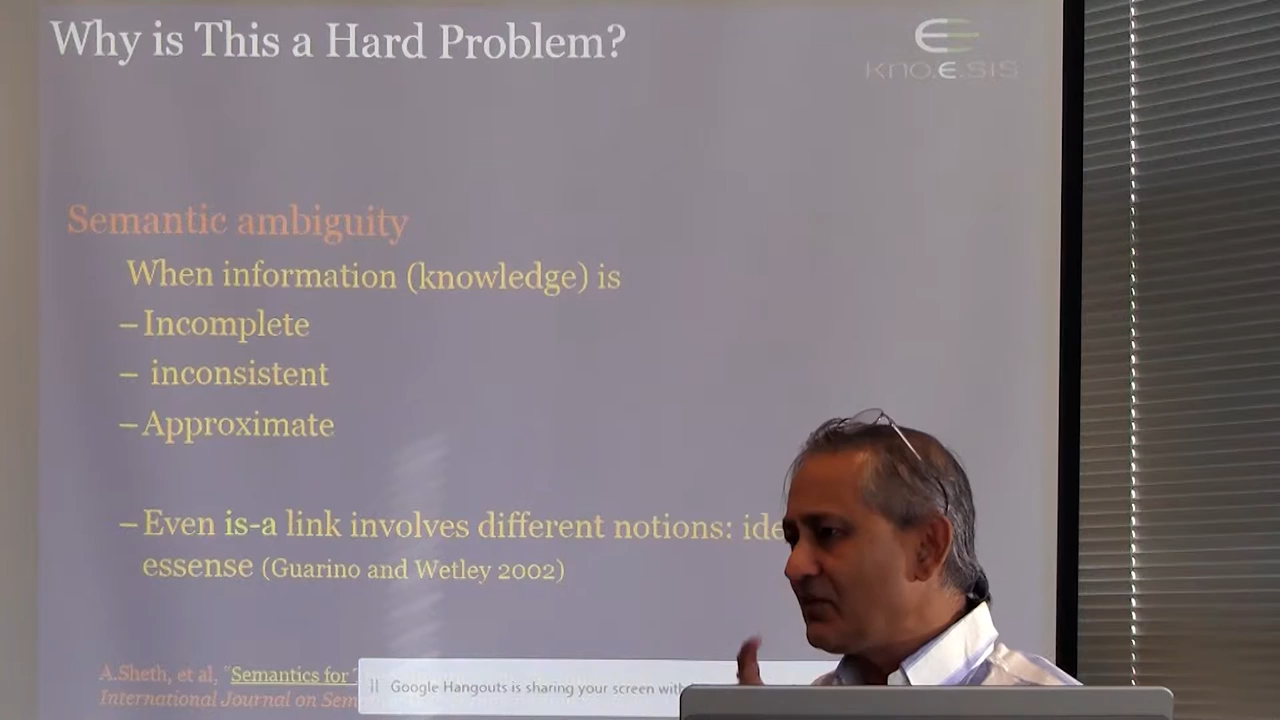 Why is This a Hard Problem?
kno.e.sis
Semantic ambiguity
When information (knowledge) is
– Incomplete
– inconsistent
– Approximate
– Even is-a link involves different notions:
essense (Guarino and Wetley 2002)
A.Sheth, et al, "Semantics for
International Journal on Sem
Google Hangouts is sharing your screen with